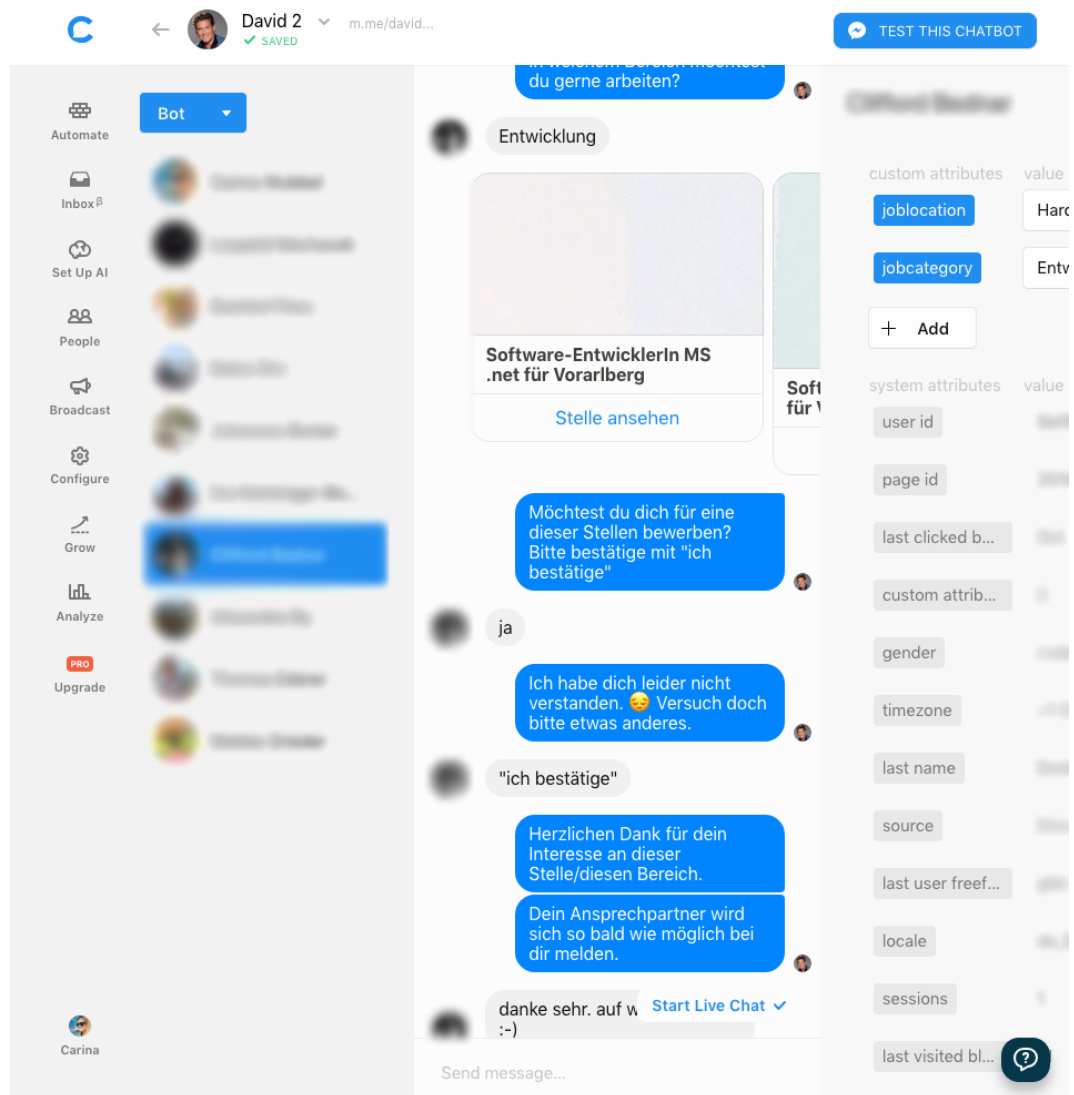 David 2
SAVED
m.me/david...
TEST THIS CHATBOT
Automate
Inbox β
Set Up AI
People
Broadcast
Configure
Grow
Analyze
PRO
Upgrade
Carina
Bot
du gerne arbeiten?
Entwicklung
Software-EntwicklerIn MS
.net für Vorarlberg
Stelle ansehen
Soft
für
Möchtest du dich für eine
dieser Stellen bewerben?
Bitte bestätige mit "ich
bestätige"
ja
Ich habe dich leider nicht
verstanden. 😔 Versuch doch
bitte etwas anderes.
"ich bestätige"
Herzlichen Dank für dein
Interesse an dieser
Stelle/diesen Bereich.
Dein Ansprechpartner wird
sich so bald wie möglich bei
dir melden.
danke sehr. auf w
:-)
Start Live Chat
Send message...
custom attributes value
joblocation Hard
jobcategory Entw
+ Add
system attributes value
user id
page id
last clicked b...
custom attrib...
gender
timezone
last name
source
last user freef...
locale
sessions
last visited bl...